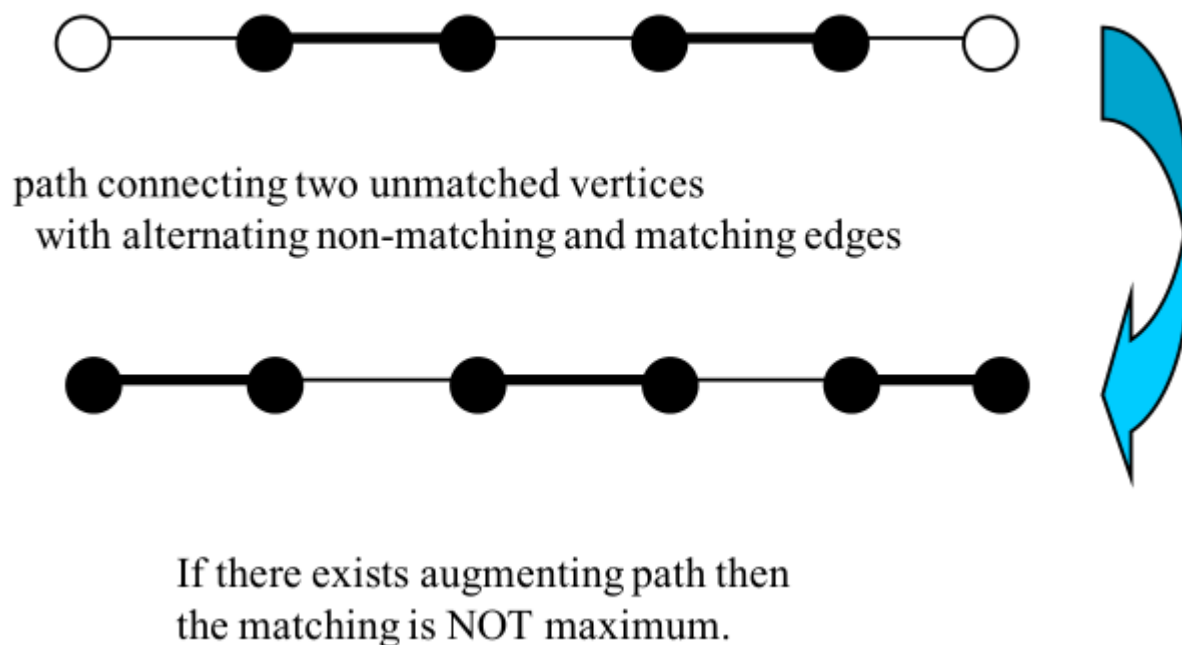 path connecting two unmatched vertices
with alternating non-matching and matching edges
If there exists augmenting path then
the matching is NOT maximum.